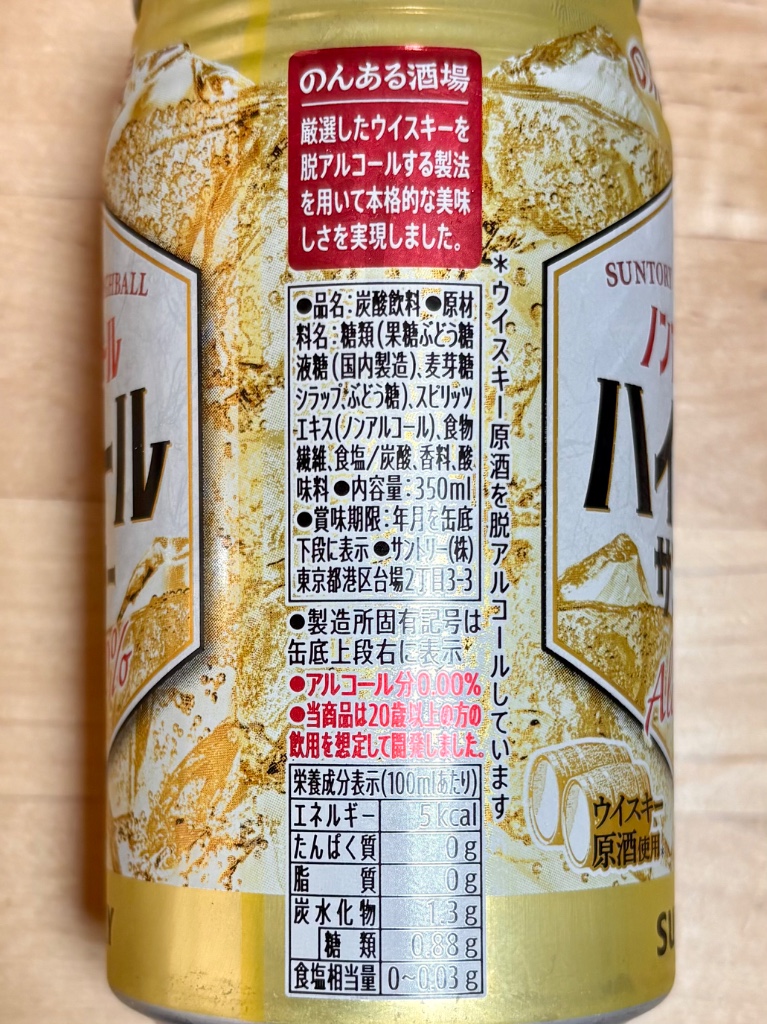 のんある酒場
厳選したウイスキーを
脱アルコールする製法
を用いて本格的な美味
しさを実現しました。
●品名:炭酸飲料●原材
料名:糖類(果糖ぶどう糖
液糖(国内製造)、麦芽糖
シラップ、ぶどう糖)、スピリッツ
エキス(ノンアルコール)、食物
繊維、食塩/炭酸、香料、酸
味料●内容量:350ml
●賞味期限:年月を缶底
下段に表示●サントリー(株)
東京都港区台場2丁目3-3
●製造所固有記号は
缶底上段右に表示
●アルコール分0.00%
●当商品は20歳以上の方の
飲用を想定して開発しました。
栄養成分表示(100mlあたり)
エネルギー 5kcal
たんぱく質 0g
脂質 0g
炭水化物 1.3g
糖類 0.88g
食塩相当量 0~0.03g
*ウイスキー原酒を脱アルコールしています
HBALL
ール
ール
%
SUNTORY
ノン
ハイ
サ
Al
ウイスキー
原酒使用*
SU